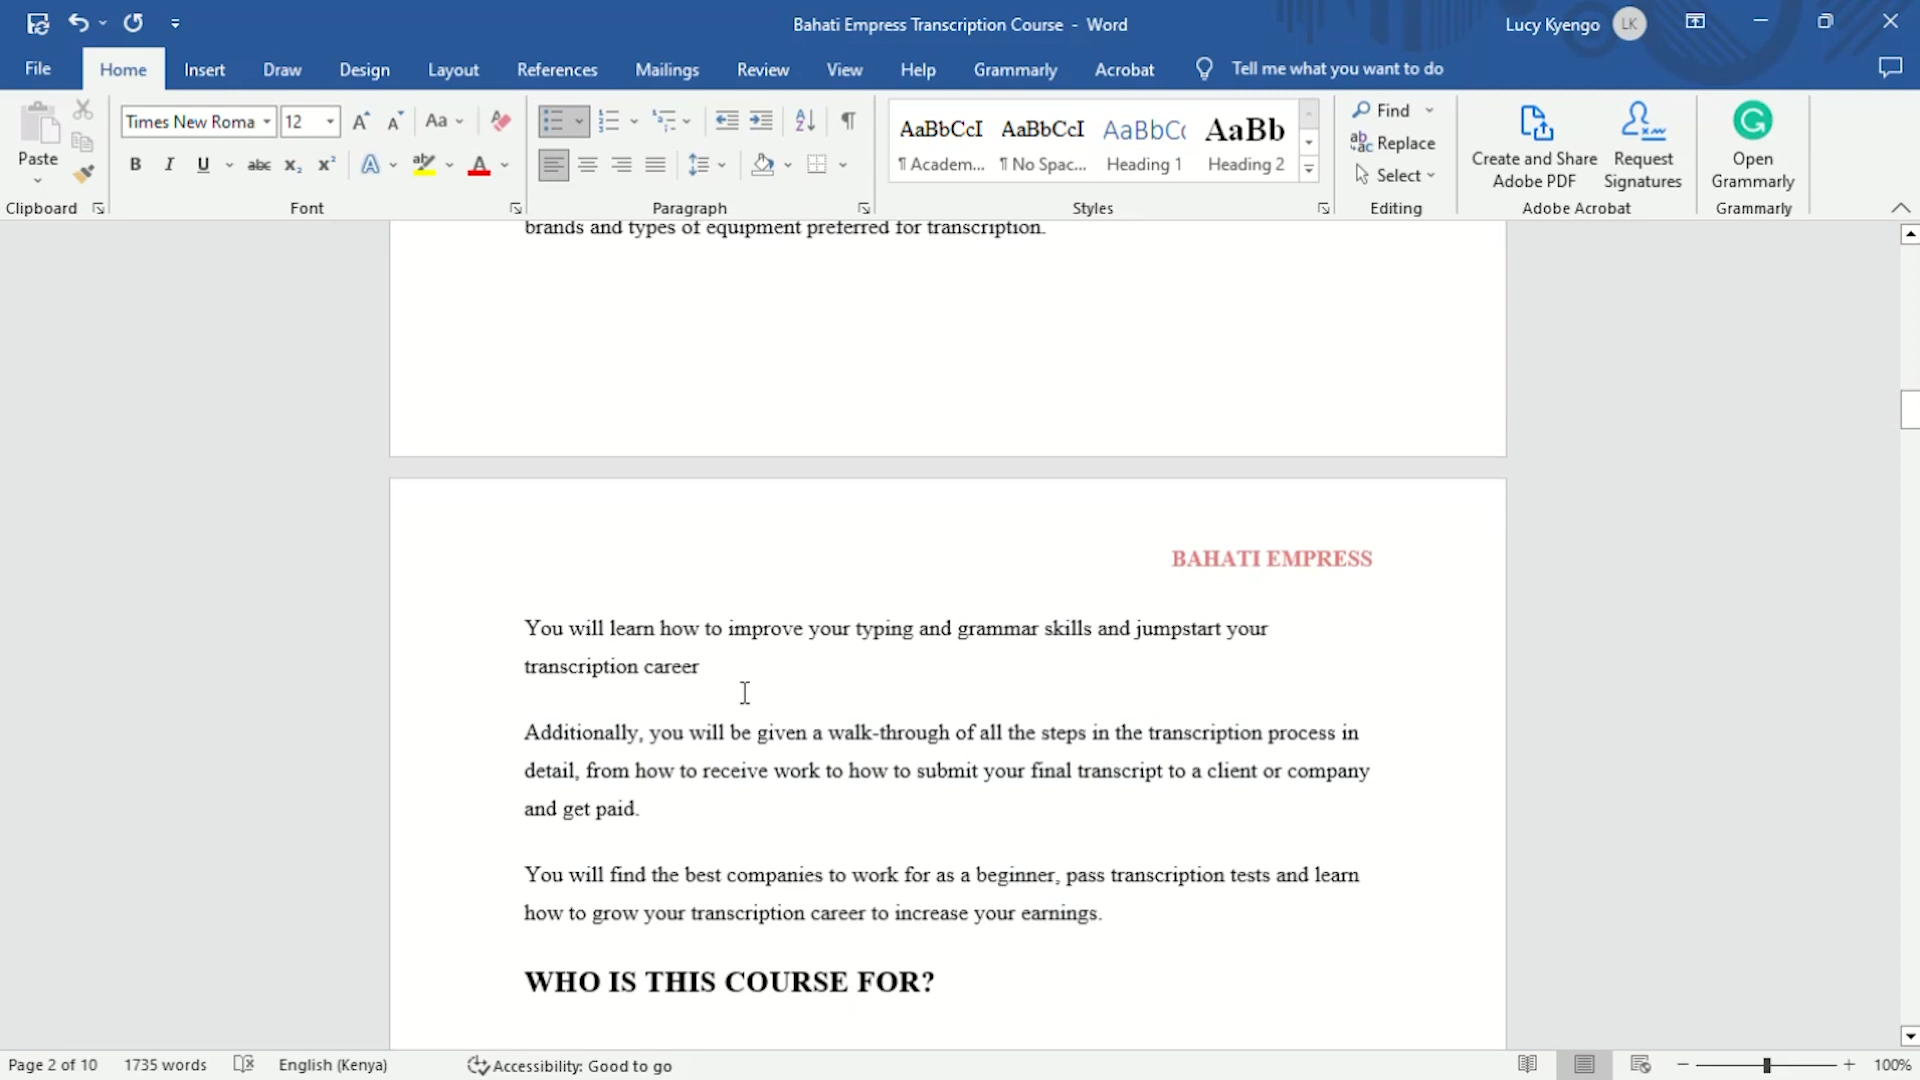 Bahati Empress Transcription Course - Word
Lucy Kyengo
LK
File
Home
Insert
Draw
Design
Layout
References
Mailings
Review
View
Help
Grammarly
Acrobat
Tell me what you want to do
Paste
Clipboard
Times New Roma
12
Font
Paragraph
AaBbCcI
¶ Academ...
AaBbCcI
¶ No Spac...
AaBbC
Heading 1
AaBb
Heading 2
Styles
Find
Replace
Select
Editing
Create and Share
Adobe PDF
Request
Signatures
Adobe Acrobat
Open
Grammarly
Grammarly
brands and types of equipment preferred for transcription.
BAHATI EMPRESS
You will learn how to improve your typing and grammar skills and jumpstart your
transcription career
Additionally, you will be given a walk-through of all the steps in the transcription process in
detail, from how to receive work to how to submit your final transcript to a client or company
and get paid.
You will find the best companies to work for as a beginner, pass transcription tests and learn
how to grow your transcription career to increase your earnings.
WHO IS THIS COURSE FOR?
Page 2 of 10
1735 words
English (Kenya)
Accessibility: Good to go
100%